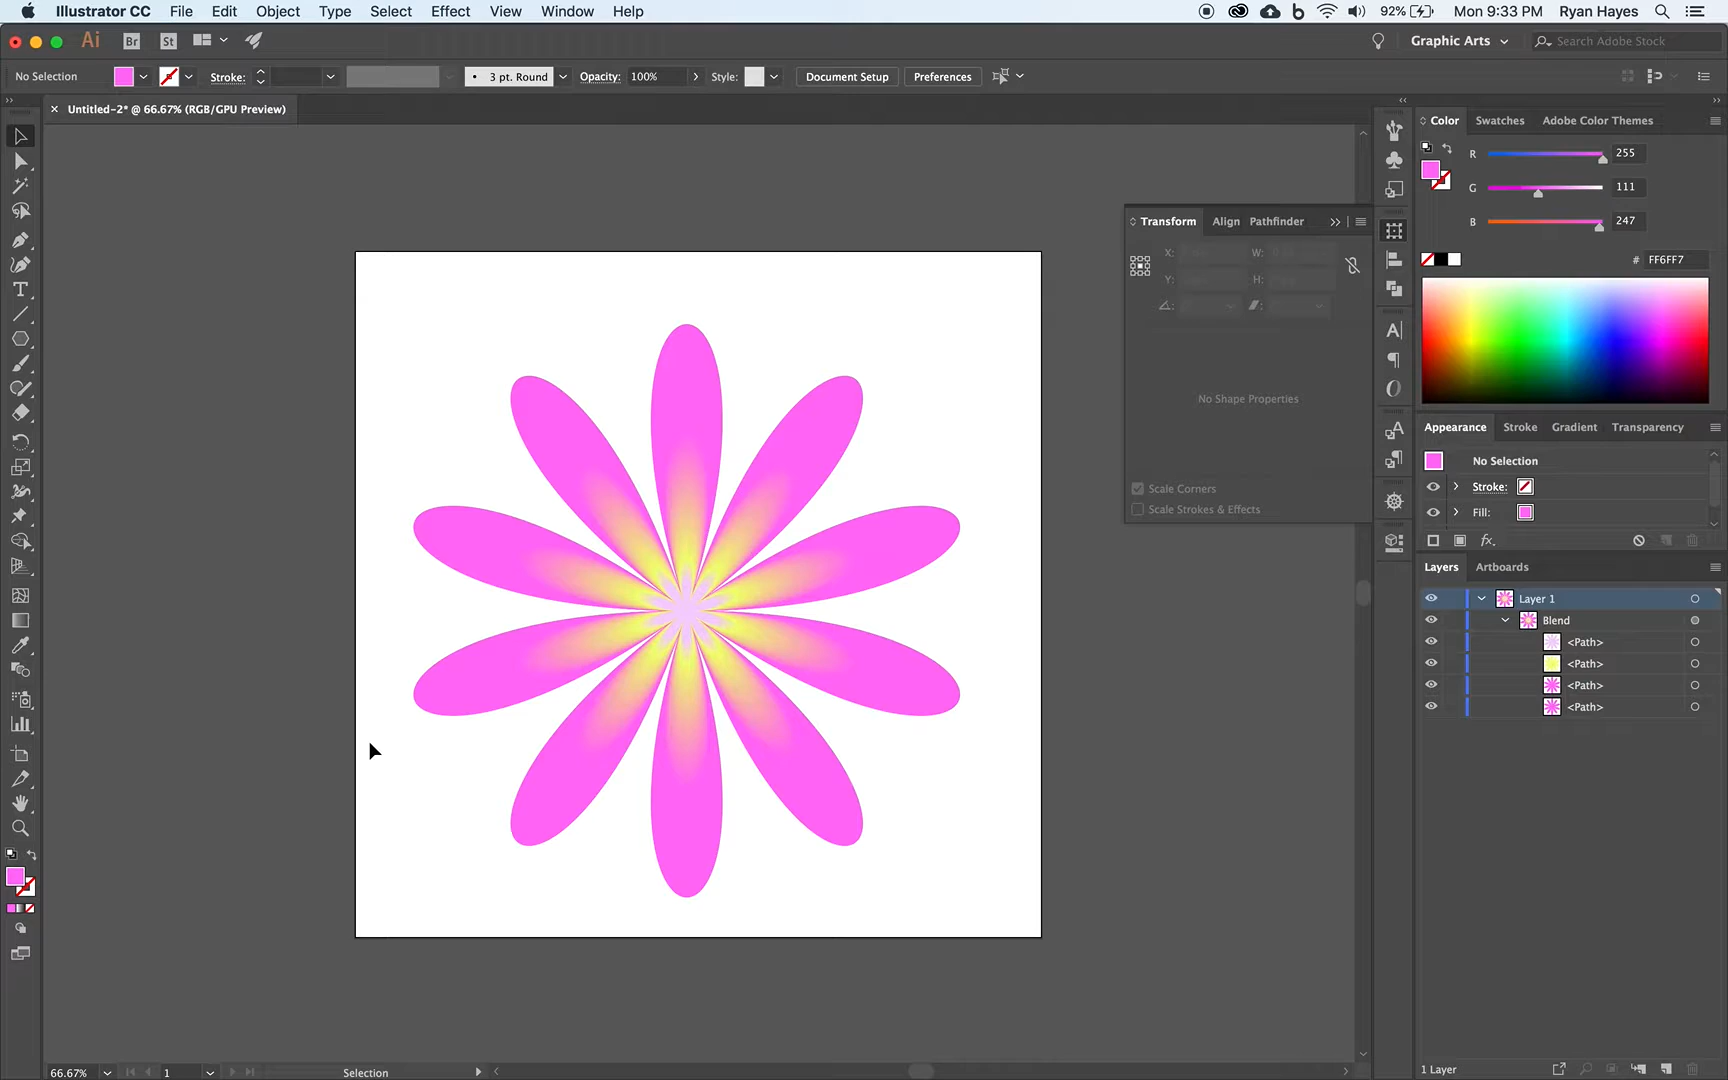 Illustrator CC File Edit Object Type Select Effect View Window Help
92% Mon 9:33 PM Ryan Hayes
Ai Br St
Graphic Arts Search Adobe Stock
No Selection Stroke: 3 pt. Round Opacity: 100% Style: Document Setup Preferences
× Untitled-2* @ 66.67% (RGB/GPU Preview)
Transform Align Pathfinder
X: W:
Y: H:
No Shape Properties
Scale Corners
Scale Strokes & Effects
Color Swatches Adobe Color Themes
R 255
G 111
B 247
# FF6FF7
Appearance Stroke Gradient Transparency
No Selection
Stroke:
Fill:
fx.
Layers Artboards
Layer 1
Blend
<Path>
<Path>
<Path>
<Path>
1 Layer
66.67% 1 Selection